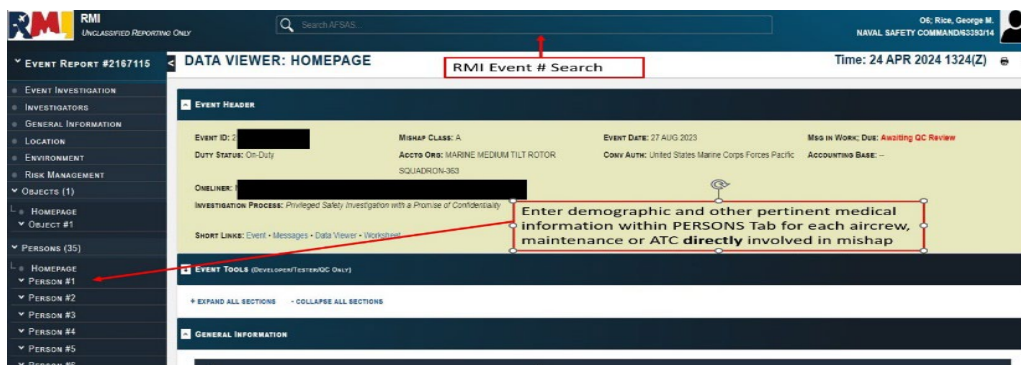 RMI
RMI
UNCLASSIFIED REPORTING ONLY
Search AFSAS...
O6; Rice, George M.
NAVAL SAFETY COMMAND/63393/14
EVENT REPORT #2167115
< DATA VIEWER: HOMEPAGE
RMI Event # Search
Time: 24 APR 2024 1324(Z)
EVENT INVESTIGATION
INVESTIGATORS
GENERAL INFORMATION
LOCATION
ENVIRONMENT
RISK MANAGEMENT
OBJECTS (1)
HOMEPAGE
OBJECT #1
PERSONS (35)
HOMEPAGE
PERSON #1
PERSON #2
PERSON #3
PERSON #4
PERSON #5
PERSON #6
EVENT HEADER
EVENT ID: 2
MISHAP CLASS: A
EVENT DATE: 27 AUG 2023
MSG IN WORK; DUE: Awaiting QC Review
DUTY STATUS: On-Duty
ACCTG ORG: MARINE MEDIUM TILT ROTOR
SQUADRON-363
CONV AUTH: United States Marine Corps Forces Pacific
ACCOUNTING BASE: --
ONELINER:
INVESTIGATION PROCESS: Privileged Safety Investigation with a Promise of Confidentiality
SHORT LINKS: Event • Messages • Data Viewer • Worksheet
Enter demographic and other pertinent medical
information within PERSONS Tab for each aircrew,
maintenance or ATC directly involved in mishap
EVENT TOOLS (DEVELOPER/TESTER/QC ONLY)
+ EXPAND ALL SECTIONS - COLLAPSE ALL SECTIONS
GENERAL INFORMATION